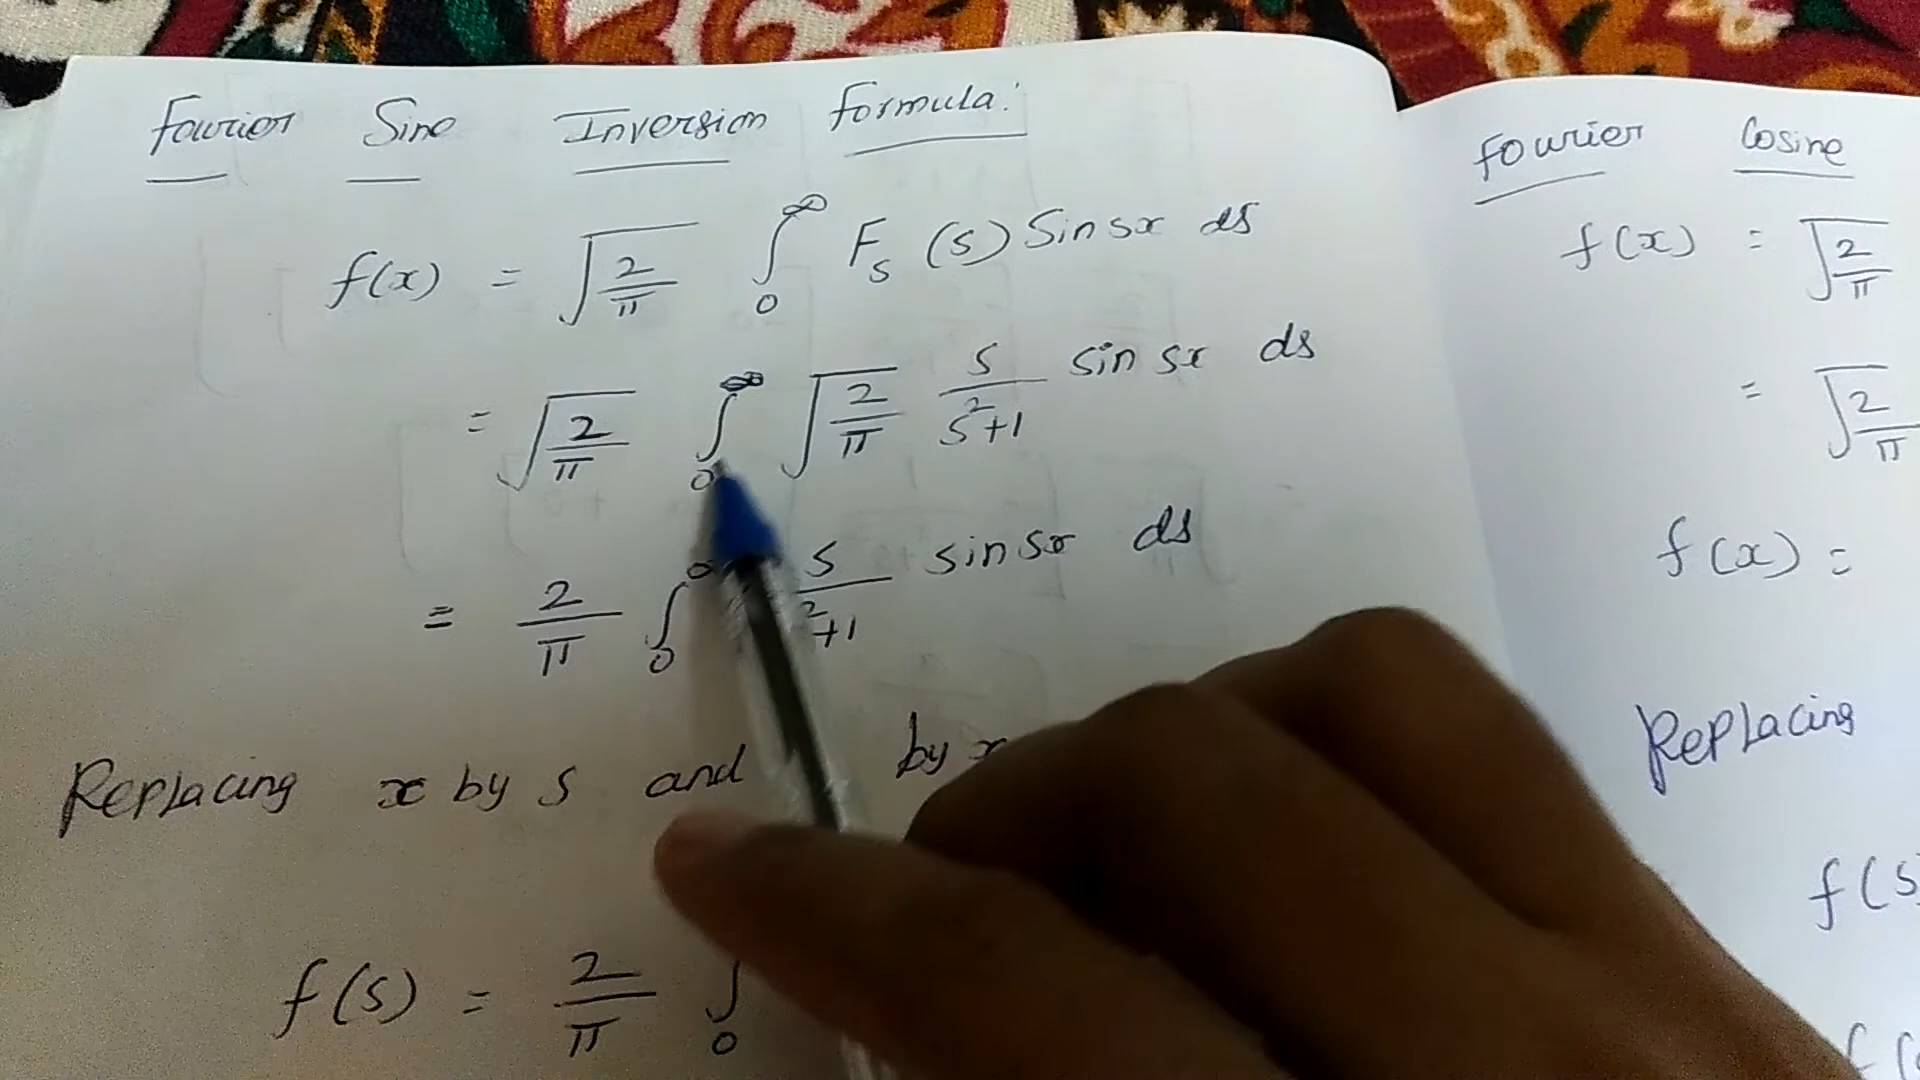 Fourier Sine Inversion formula:
f(x) = √(2/π) ∫₀^∞ F_s (s) Sin sx ds
= √(2/π) ∫₀^∞ √(2/π) s/(s²+1) sin sx ds
= 2/π ∫₀^∞ s/(²+1) sin sx ds
Replacing x by s and by x
f(s) = 2/π ∫₀
Fourier Cosine
f(x) = √(2/π)
= √(2/π)
f(x) =
Replacing
f(s